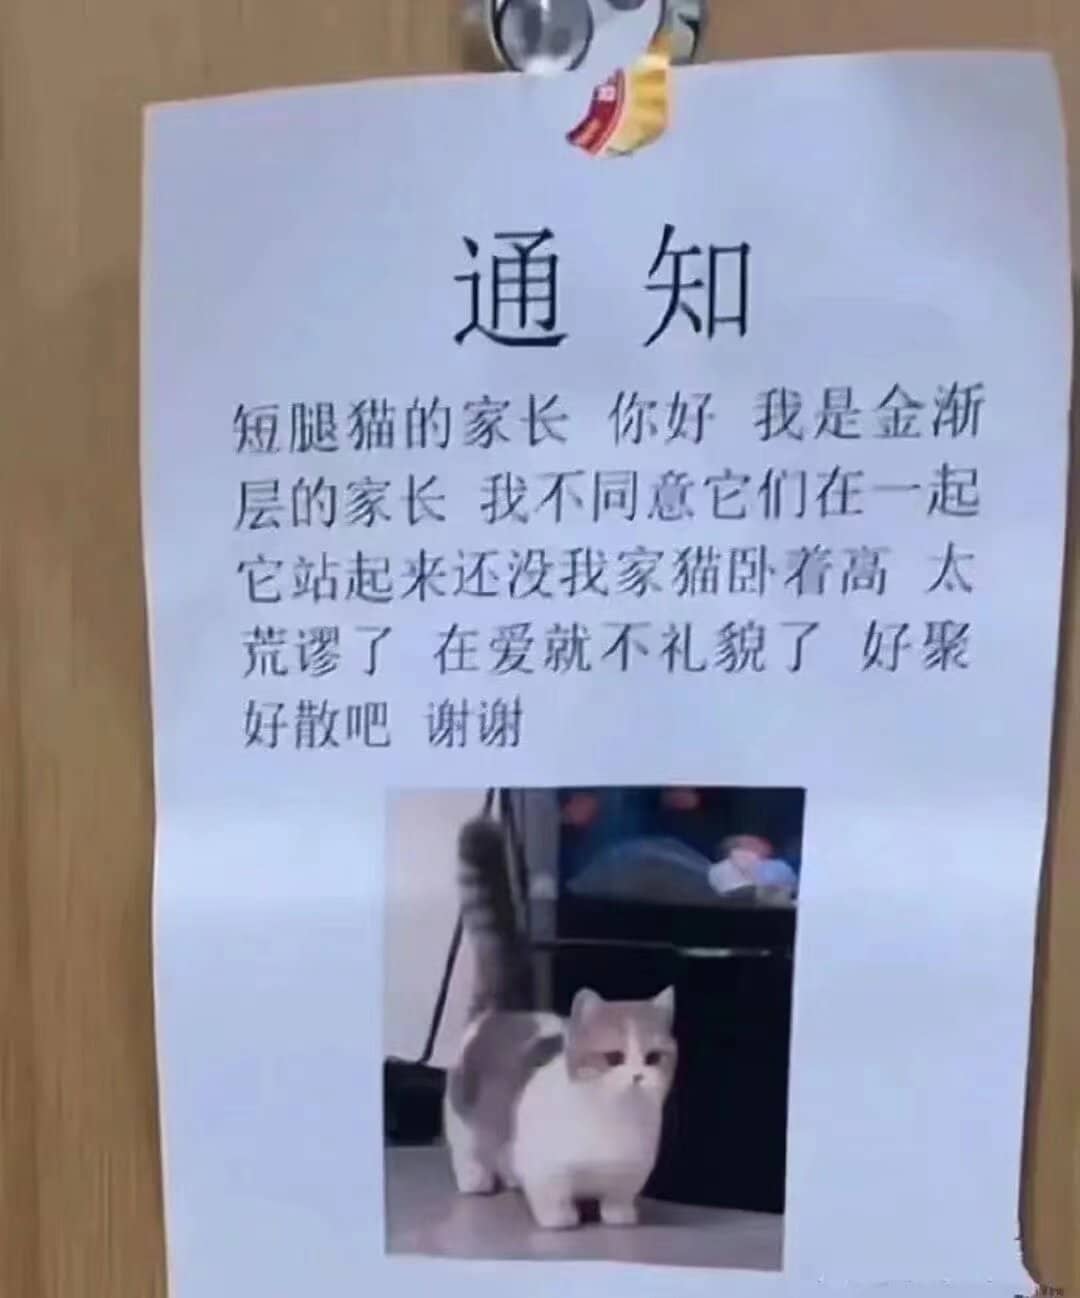 通 知
短腿猫的家长 你好 我是金渐
层的家长 我不同意它们在一起
它站起来还没我家猫卧着高 太
荒谬了 在爱就不礼貌了 好聚
好散吧 谢谢